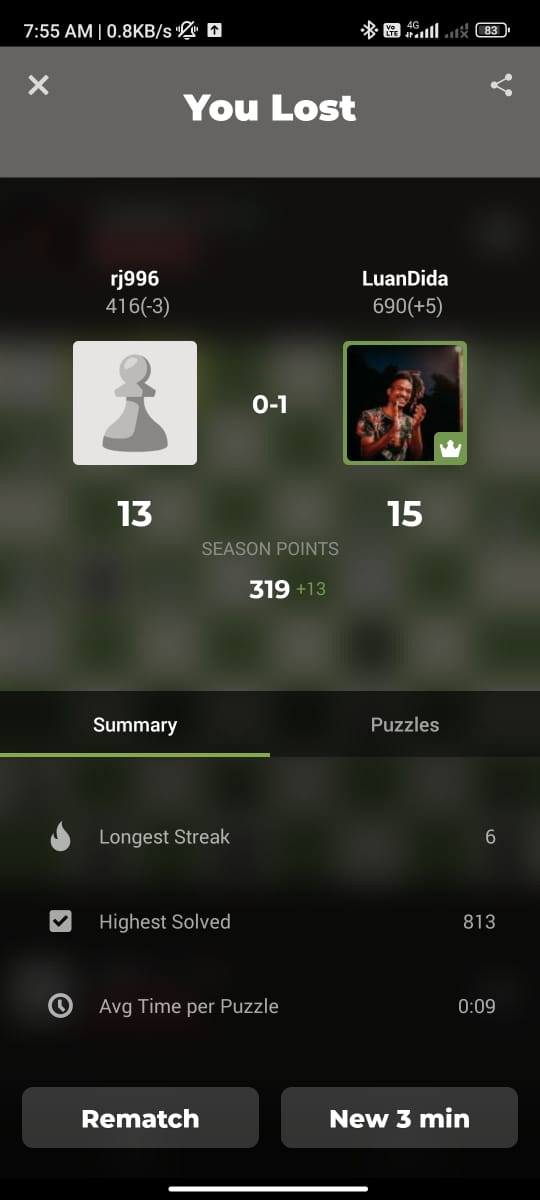 7:55 AM | 0.8KB/s
Vo LTE 4G 83
You Lost
rj996 LuanDida
416(-3) 690(+5)
0-1
13 15
SEASON POINTS
319 +13
Summary Puzzles
Longest Streak 6
Highest Solved 813
Avg Time per Puzzle 0:09
Rematch New 3 min